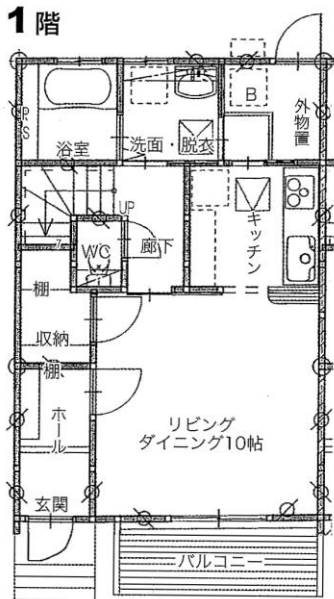 1階
PS
浴室
洗面・脱衣
B
外物置
UP
WC
廊下
キッチン
棚
収納
棚
ホール
リビング
ダイニング10帖
玄関
バルコニー